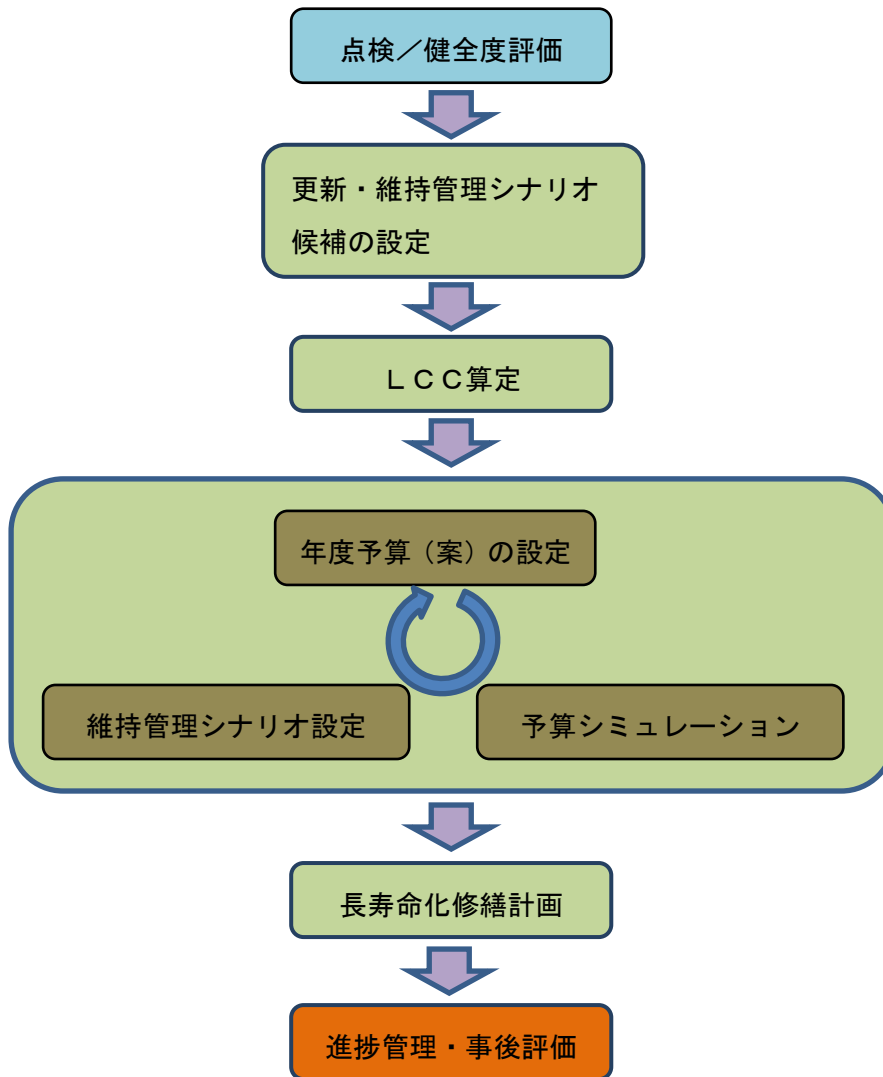 点検／健全度評価
更新・維持管理シナリオ
候補の設定
ＬＣＣ算定
年度予算（案）の設定
維持管理シナリオ設定
予算シミュレーション
長寿命化修繕計画
進捗管理・事後評価